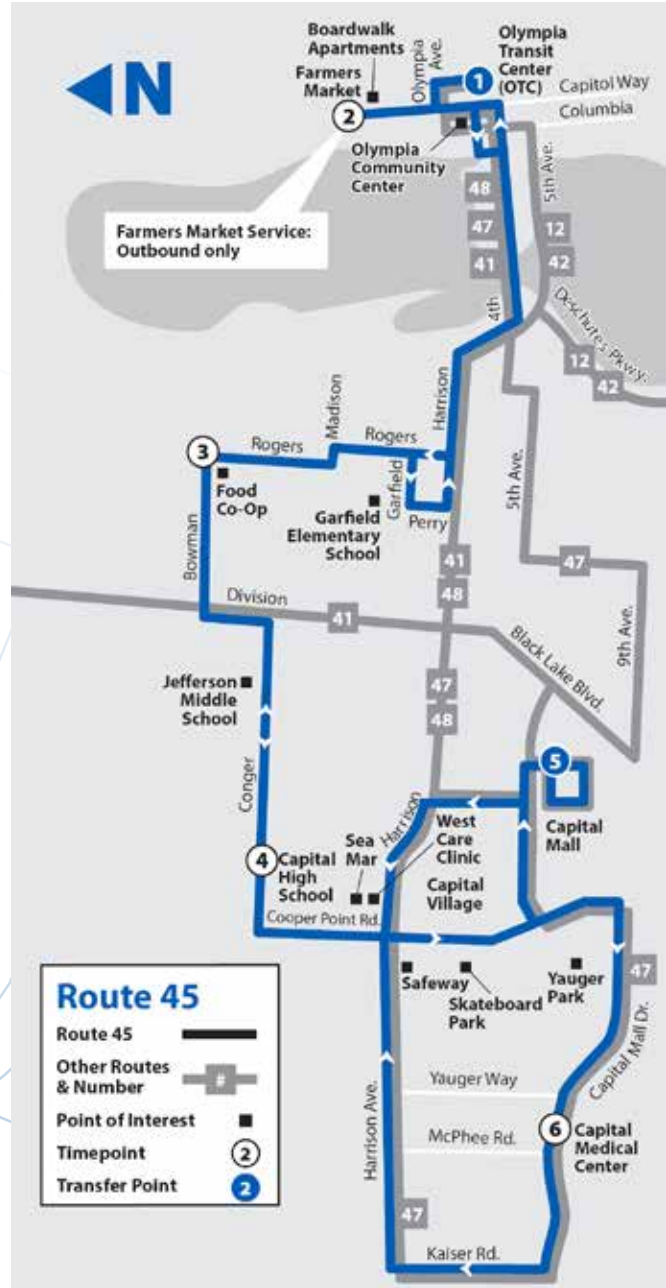 N
Boardwalk
Apartments
Farmers
Market
Olympia
Ave.
1
2
Olympia
Transit
Center
(OTC)
Capitol Way
Columbia
Olympia
Community
Center
Farmers Market Service:
Outbound only
48
47
41
4th
5th Ave.
12
42
Deschutes Pkwy.
12
42
Harrison
Madison
Rogers
Rogers
3
Food
Co-Op
Garfield
Garfield
Elementary
School
Perry
5th Ave.
47
9th Ave.
Bowman
41
48
Division
41
Black Lake Blvd.
Jefferson
Middle
School
47
48
Conger
5
Capital
Mall
Harrison
West
Care
Clinic
Sea
Mar
4
Capital
High
School
Capital
Village
Cooper Point Rd.
Safeway
Skateboard
Park
Yauger
Park
47
Capital Mall Dr.
Yauger Way
McPhee Rd.
6
Capital
Medical
Center
Harrison Ave.
47
Kaiser Rd.
Route 45
Route 45
Other Routes
& Number
#
Point of Interest
Timepoint
2
Transfer Point
2